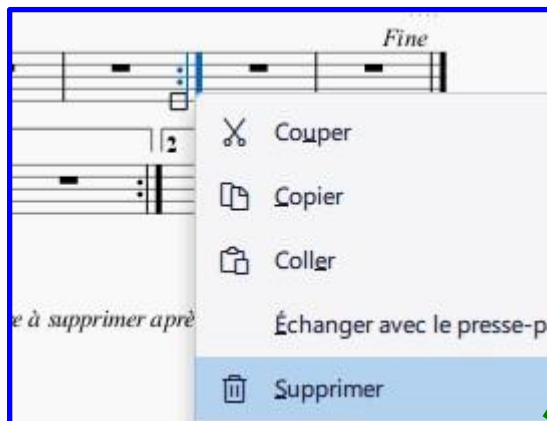 Fine
Couper
2
Copier
Coller
e à supprimer aprè
Échanger avec le presse-p
Supprimer